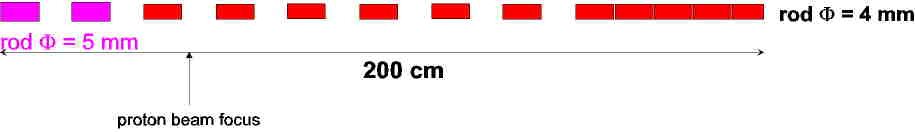 rod Φ = 4 mm
rod Φ = 5 mm
200 cm
proton beam focus